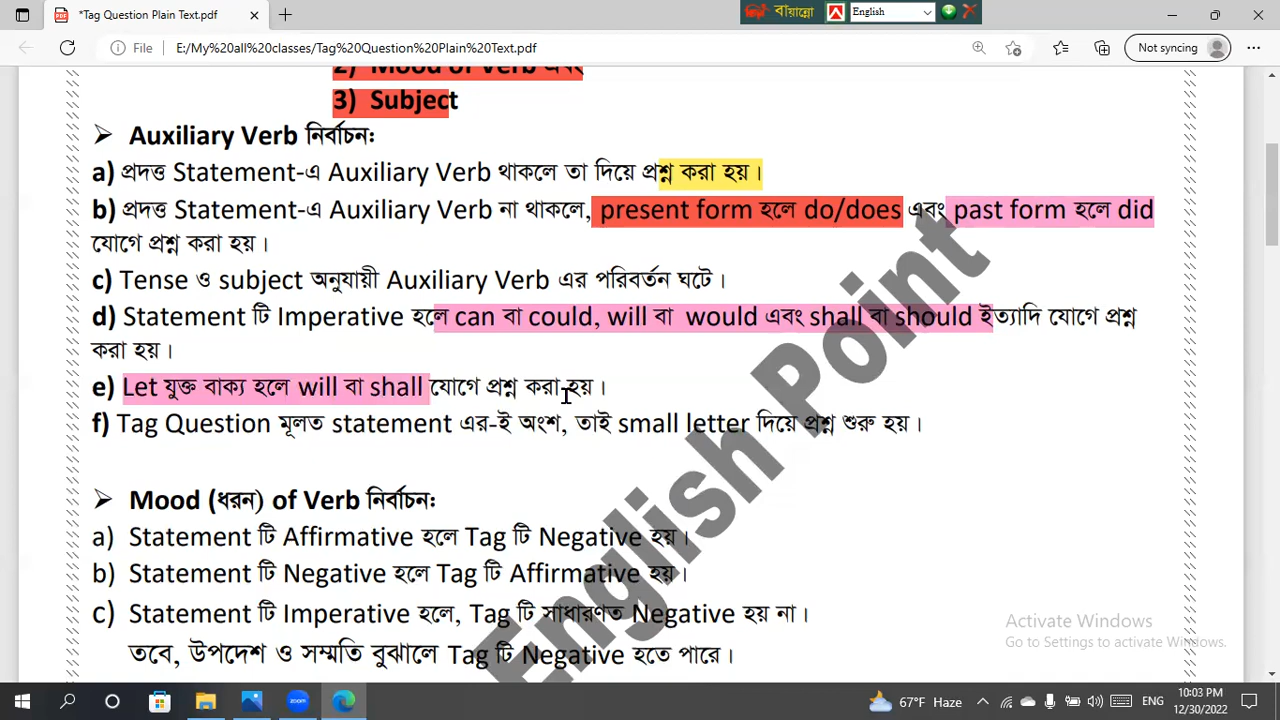 *Tag Question Plain Text.pdf
বায়ান্নো
English
File
E:/My%20all%20classes/Tag%20Question%20Plain%20Text.pdf
Not syncing
2) Mood of Verb এবং
3) Subject
➢ Auxiliary Verb নির্বাচন:
a) প্রদত্ত Statement-এ Auxiliary Verb থাকলে তা দিয়ে প্রশ্ন করা হয়।
b) প্রদত্ত Statement-এ Auxiliary Verb না থাকলে, present form হলে do/does এবং past form হলে did
যোগে প্রশ্ন করা হয়।
c) Tense ও subject অনুযায়ী Auxiliary Verb এর পরিবর্তন ঘটে।
d) Statement টি Imperative হলে can বা could, will বা would এবং shall বা should ইত্যাদি যোগে প্রশ্ন
করা হয়।
e) Let যুক্ত বাক্য হলে will বা shall যোগে প্রশ্ন করা হয়।
f) Tag Question মূলত statement এর-ই অংশ, তাই small letter দিয়ে প্রশ্ন শুরু হয়।
➢ Mood (ধরন) of Verb নির্বাচন:
a) Statement টি Affirmative হলে Tag টি Negative হয়।
b) Statement টি Negative হলে Tag টি Affirmative হয়।
c) Statement টি Imperative হলে, Tag টি সাধারণত Negative হয় না।
তবে, উপদেশ ও সম্মতি বুঝালে Tag টি Negative হতে পারে।
English Point
Activate Windows
Go to Settings to activate Windows.
zoom
67°F Haze
ENG
10:03 PM
12/30/2022